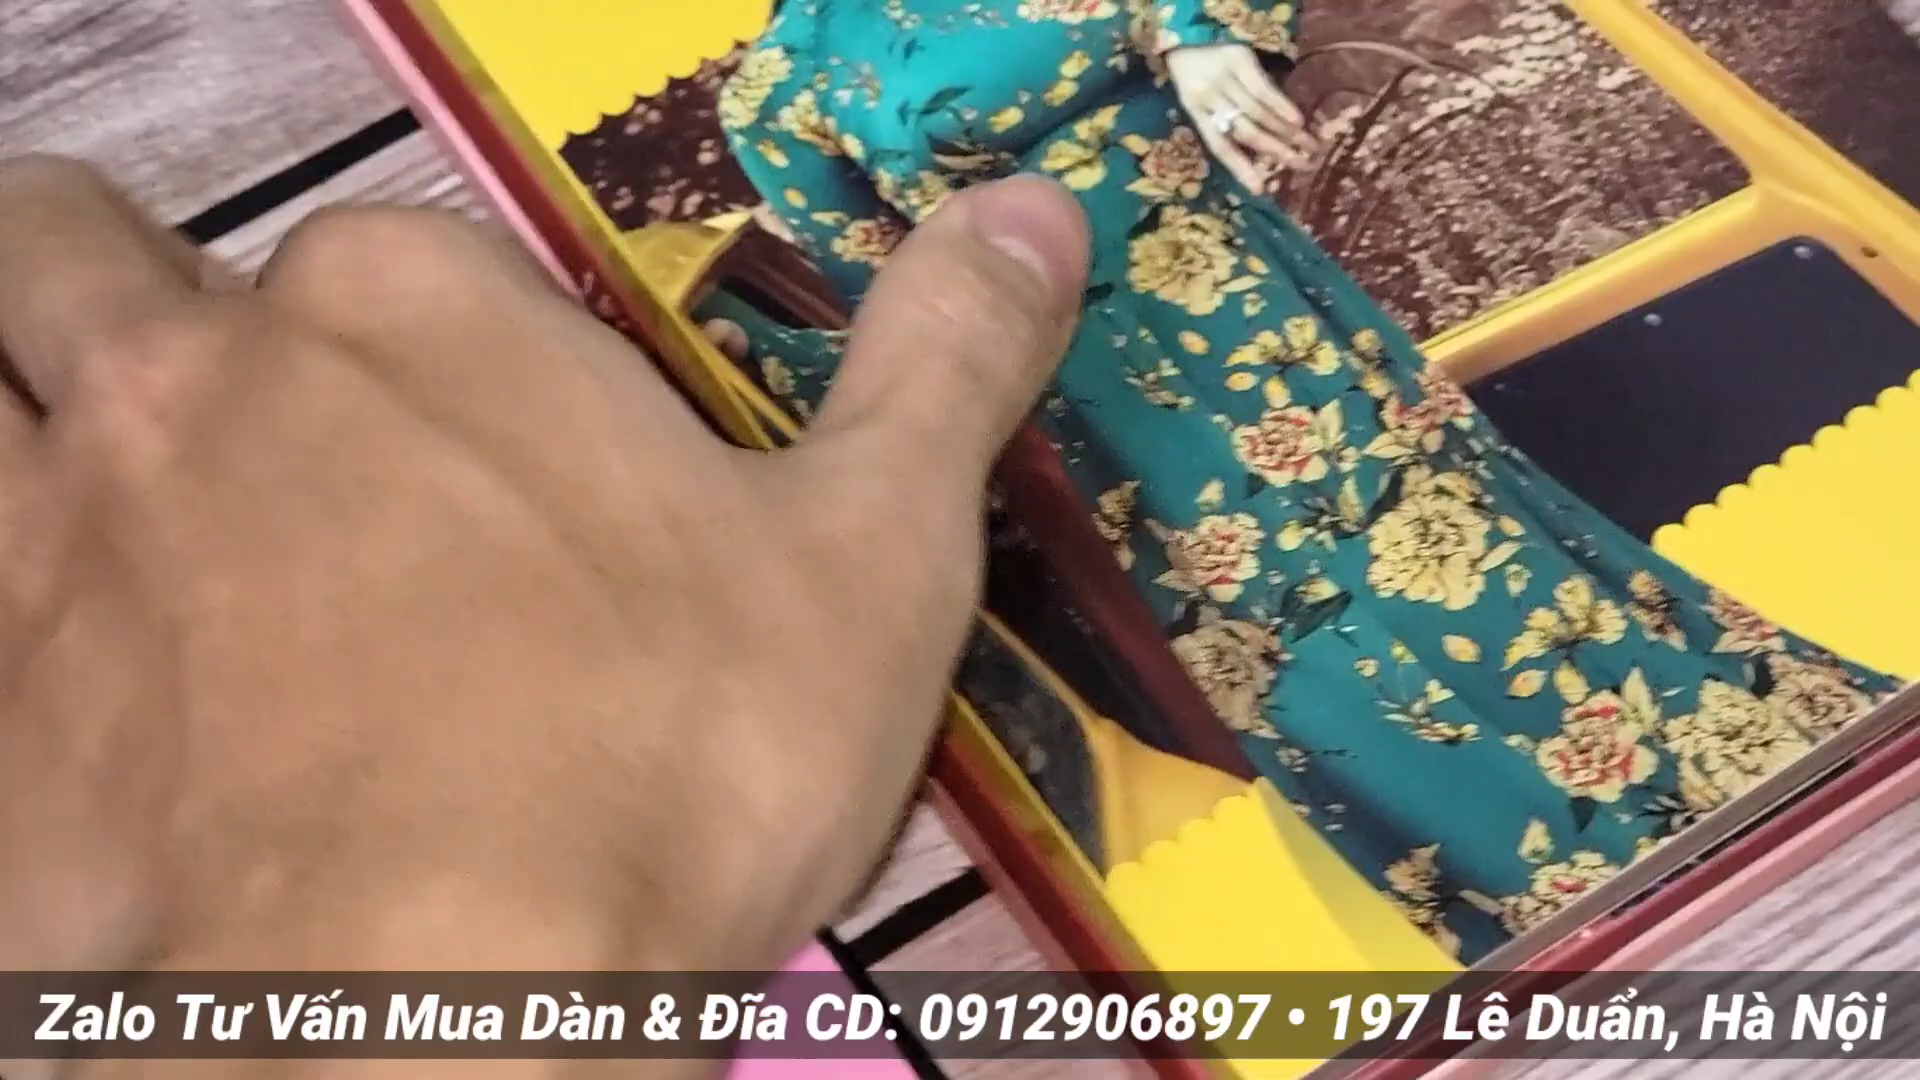 Zalo Tư Vấn Mua Dàn & Đĩa CD: 0912906897 • 197 Lê Duẩn, Hà Nội